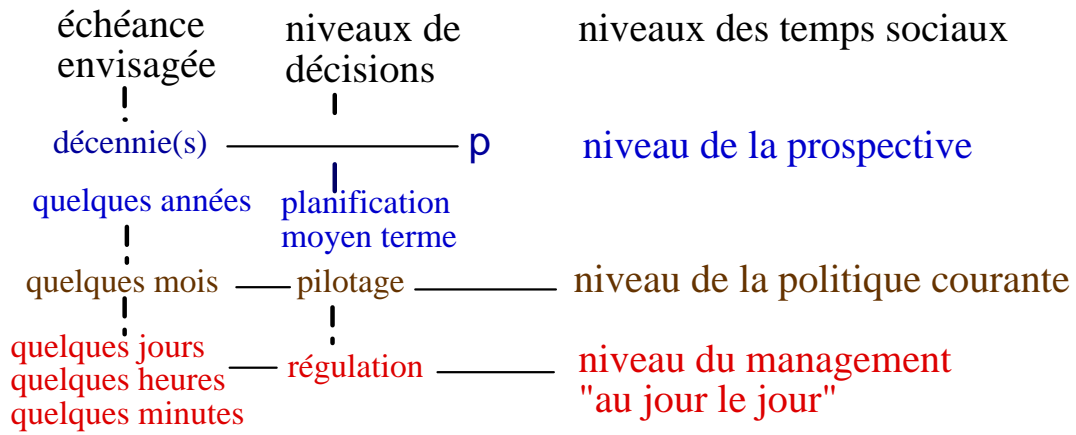 échéance
envisagée
niveaux de
décisions
niveaux des temps sociaux
décennie(s)
p
niveau de la prospective
quelques années
planification
moyen terme
quelques mois
pilotage
niveau de la politique courante
quelques jours
quelques heures
quelques minutes
régulation
niveau du management
"au jour le jour"